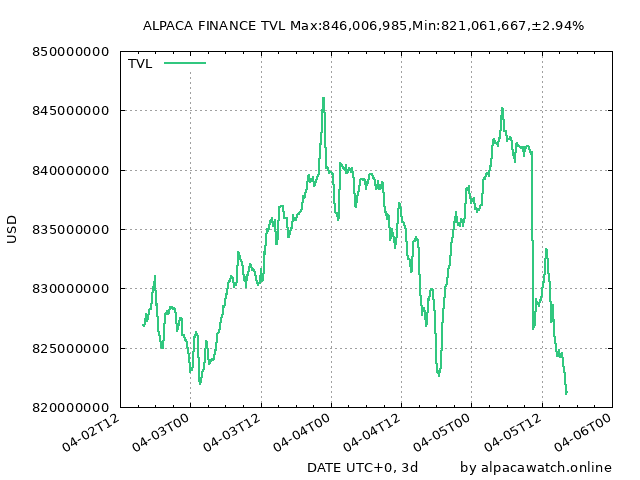 ALPACA FINANCE TVL Max:846,006,985,Min:821,061,667,±2.94%
850000000
TVL
845000000
840000000
835000000
USD
830000000
825000000
820000000
04-02T12 04-03T00 04-03T12 04-04T00 04-04T12 04-05T00 04-05T12 04-06T00
DATE UTC+0, 3d by alpacawatch.online